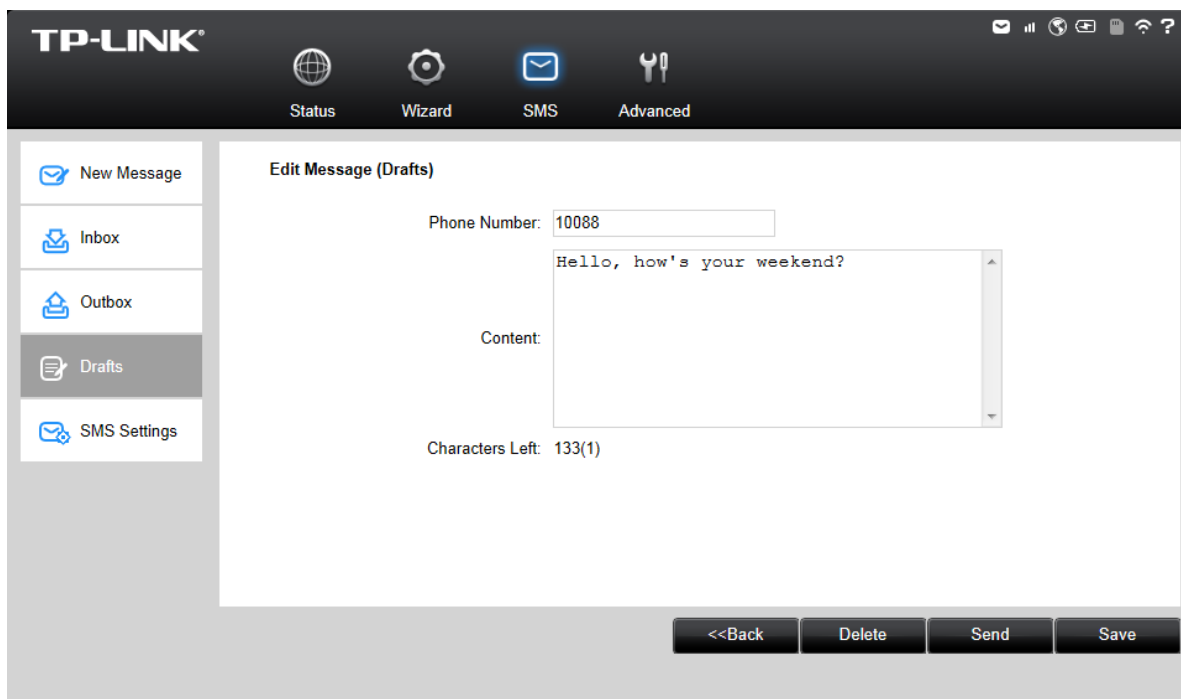 TP-LINK®
?
Status Wizard SMS Advanced
New Message
Inbox
Outbox
Drafts
SMS Settings
Edit Message (Drafts)
Phone Number: 10088
Content: Hello, how's your weekend?
Characters Left: 133(1)
<<Back Delete Send Save